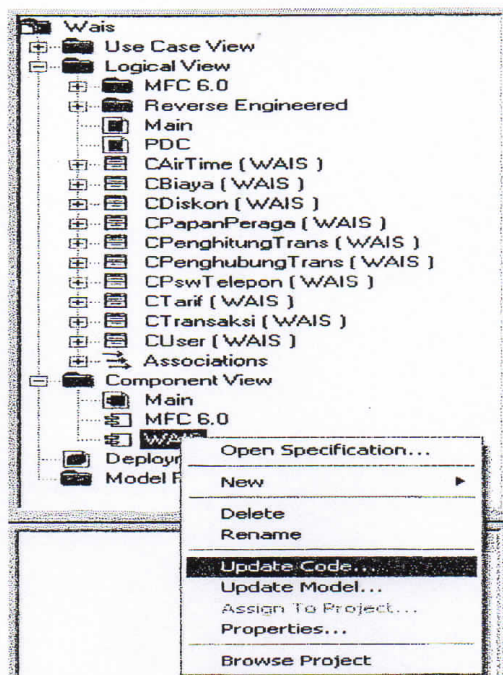 Wais
Use Case View
Logical View
MFC 6.0
Reverse Engineered
Main
PDC
CAirTime ( WAIS )
CBiaya ( WAIS )
CDiskon ( WAIS )
CPapanPeraga ( WAIS )
CPenghitungTrans ( WAIS )
CPenghubungTrans ( WAIS )
CPswTelepon ( WAIS )
CTarif ( WAIS )
CTransaksi ( WAIS )
CUser ( WAIS )
Associations
Component View
Main
MFC 6.0
WAIS
Deployn
Model P
Open Specification...
New
Delete
Rename
Update Code...
Update Model...
Assign To Project...
Properties...
Browse Project